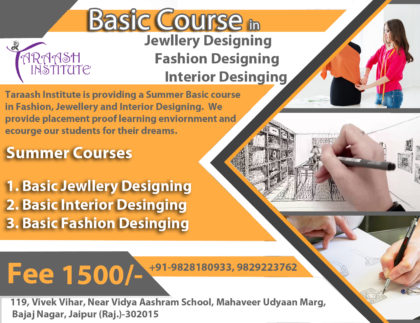 Basic Course in
TARAASH
INSTITUTE
Jewllery Designing
Fashion Designing
Interior Desinging
Taraash Institute is providing a Summer Basic course
in Fashion, Jewellery and Interior Designing. We
provide placement proof learning enviornment and
ecourge our students for their dreams.
Summer Courses
1. Basic Jewllery Designing
2. Basic Interior Desinging
3. Basic Fashion Desinging
Fee 1500/-
+91-9828180933, 9829223762
119, Vivek Vihar, Near Vidya Aashram School, Mahaveer Udyaan Marg,
Bajaj Nagar, Jaipur (Raj.)-302015